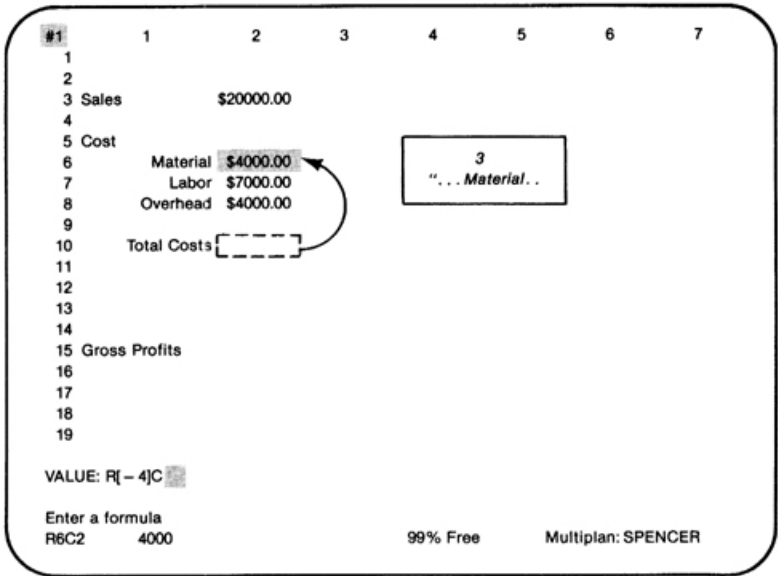 #1 1 2 3 4 5 6 7
1
2
3 Sales $20000.00
4
5 Cost
6 Material $4000.00
7 Labor $7000.00
8 Overhead $4000.00
9
10 Total Costs
11
12
13
14
15 Gross Profits
16
17
18
19
3
"...Material..
VALUE: R[-4]C
Enter a formula
R6C2 4000 99% Free Multiplan: SPENCER